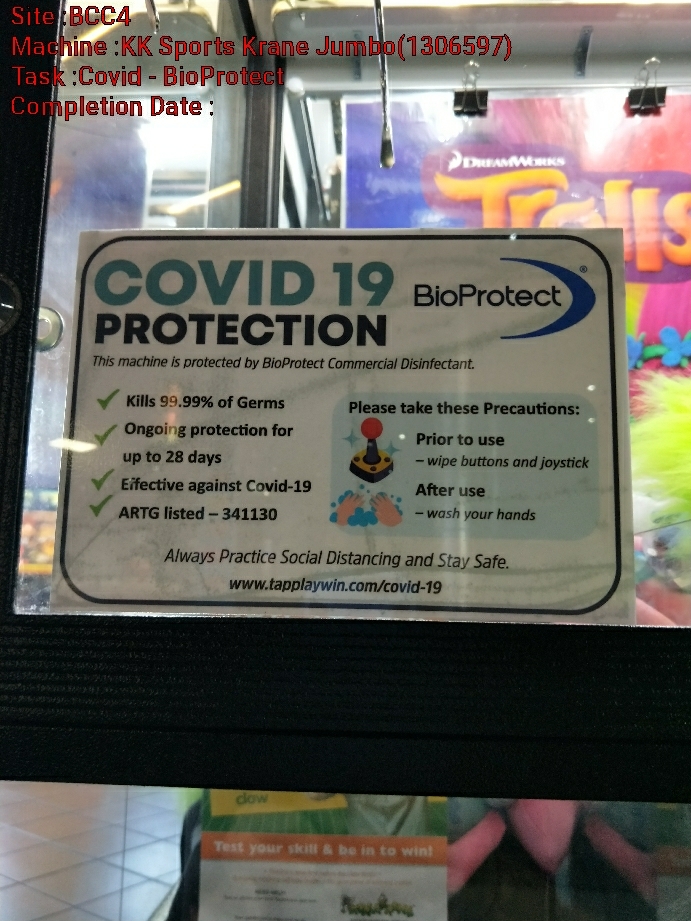 Site :BCC4
Machine :KK Sports Krane Jumbo(1306597)
Task :Covid - BioProtect
Completion Date :
DREAMWORKS
Trolls
COVID 19
PROTECTION
BioProtect®
This machine is protected by BioProtect Commercial Disinfectant.
Kills 99.99% of Germs
Ongoing protection for
up to 28 days
Effective against Covid-19
ARTG listed – 341130
Please take these Precautions:
Prior to use
– wipe buttons and joystick
After use
– wash your hands
Always Practice Social Distancing and Stay Safe.
www.tapplaywin.com/covid-19
claw
Test your skill & be in to win!